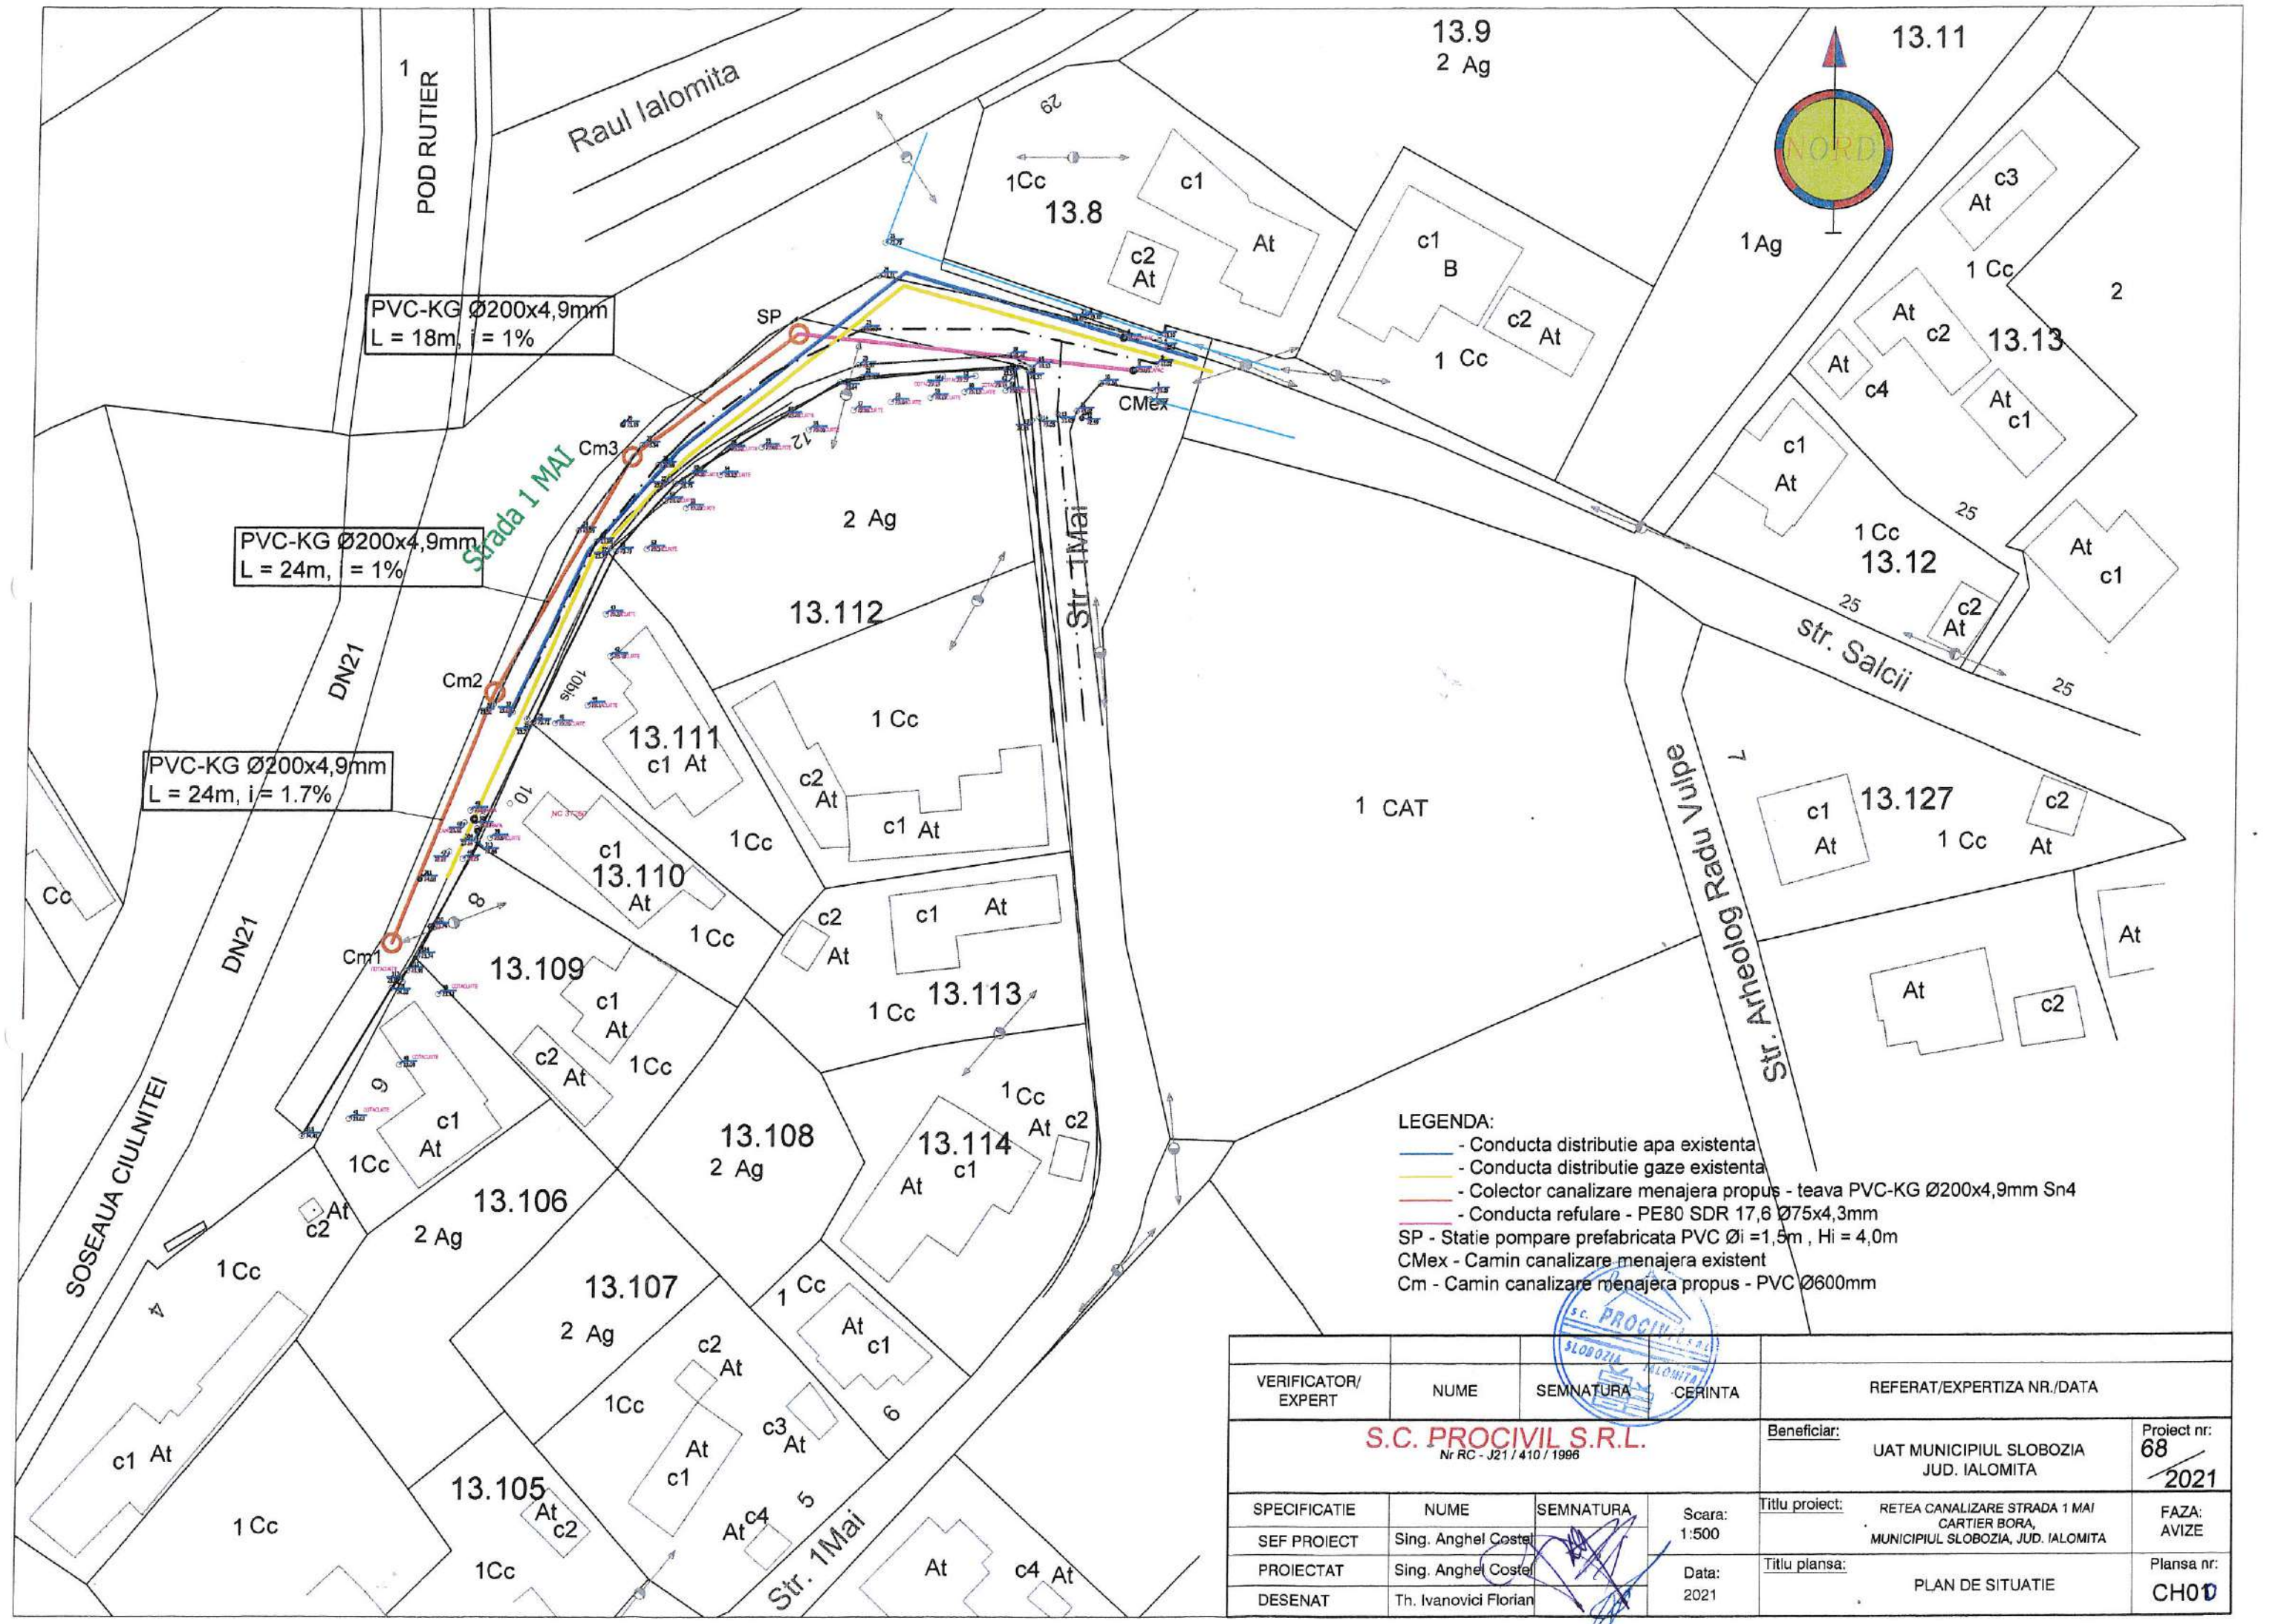 13.9
2 Ag
13.11
1
POD RUTIER
Raul Ialomita
29
NORD
1Cc
13.8
c1
At
c2
At
c1
B
c2
At
1 Cc
1 Ag
c3
At
1 Cc
2
At
c2
13.13
At
c4
At
c1
PVC-KG Ø200x4,9mm
L = 18m, i = 1%
SP
CMex
Cm3
Strada 1 MAI
12
c1
At
25
1 Cc
13.12
At
c1
PVC-KG Ø200x4,9mm
L = 24m, i = 1%
2 Ag
13.112
Str. 1Mai
25
c2
At
str. Salcii
25
DN21
Cm2
10bis
13.111
c1 At
1 Cc
c2
At
c1 At
PVC-KG Ø200x4,9mm
L = 24m, i = 1.7%
10
c1
13.110
At
1Cc
1 CAT
Str. Arheolog Radu Vulpe
7
c1
At
13.127
1 Cc
c2
At
Cc
8
1 Cc
c2
At
c1
At
At
DN21
Cm1
13.109
c1
At
1 Cc
13.113
At
c2
c2
At
1Cc
9
c1
At
1Cc
SOSEAUA CIULNITEI
13.108
2 Ag
1 Cc
At
c2
13.114
c1
At
c2
At
13.106
2 Ag
1 Cc
4
13.107
2 Ag
1
Cc
At
c1
c2
At
1Cc
c3
At
6
At
c1
c1 At
13.105
At
c2
At
c4
5
1 Cc
1Cc
Str. 1Mai
At
c4 At
LEGENDA:
- Conducta distributie apa existenta
- Conducta distributie gaze existenta
- Colector canalizare menajera propus - teava PVC-KG Ø200x4,9mm Sn4
- Conducta refulare - PE80 SDR 17,6 Ø75x4,3mm
SP - Statie pompare prefabricata PVC Øi =1,5m , Hi = 4,0m
CMex - Camin canalizare menajera existent
Cm - Camin canalizare menajera propus - PVC Ø600mm
S.C. PROCIVIL S.R.L.
SLOBOZIA IALOMITA
VERIFICATOR/
EXPERT
NUME
SEMNATURA
CERINTA
REFERAT/EXPERTIZA NR./DATA
S.C. PROCIVIL S.R.L.
Nr RC - J21 / 410 / 1996
Beneficiar:
UAT MUNICIPIUL SLOBOZIA
JUD. IALOMITA
Proiect nr:
68
2021
SPECIFICATIE
NUME
SEMNATURA
Scara:
1:500
Titlu proiect:
RETEA CANALIZARE STRADA 1 MAI
CARTIER BORA,
MUNICIPIUL SLOBOZIA, JUD. IALOMITA
FAZA:
AVIZE
SEF PROIECT
Sing. Anghel Costel
PROIECTAT
Sing. Anghel Costel
Data:
2021
Titlu plansa:
PLAN DE SITUATIE
Plansa nr:
DESENAT
Th. Ivanovici Florian